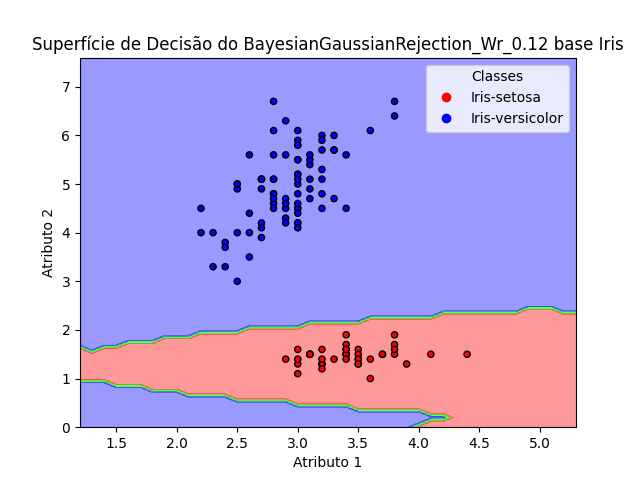 Superfície de Decisão do BayesianGaussianRejection_Wr_0.12 base Iris
Classes
Iris-setosa
Iris-versicolor
Atributo 2
7
6
5
4
3
2
1
0
1.5 2.0 2.5 3.0 3.5 4.0 4.5 5.0
Atributo 1